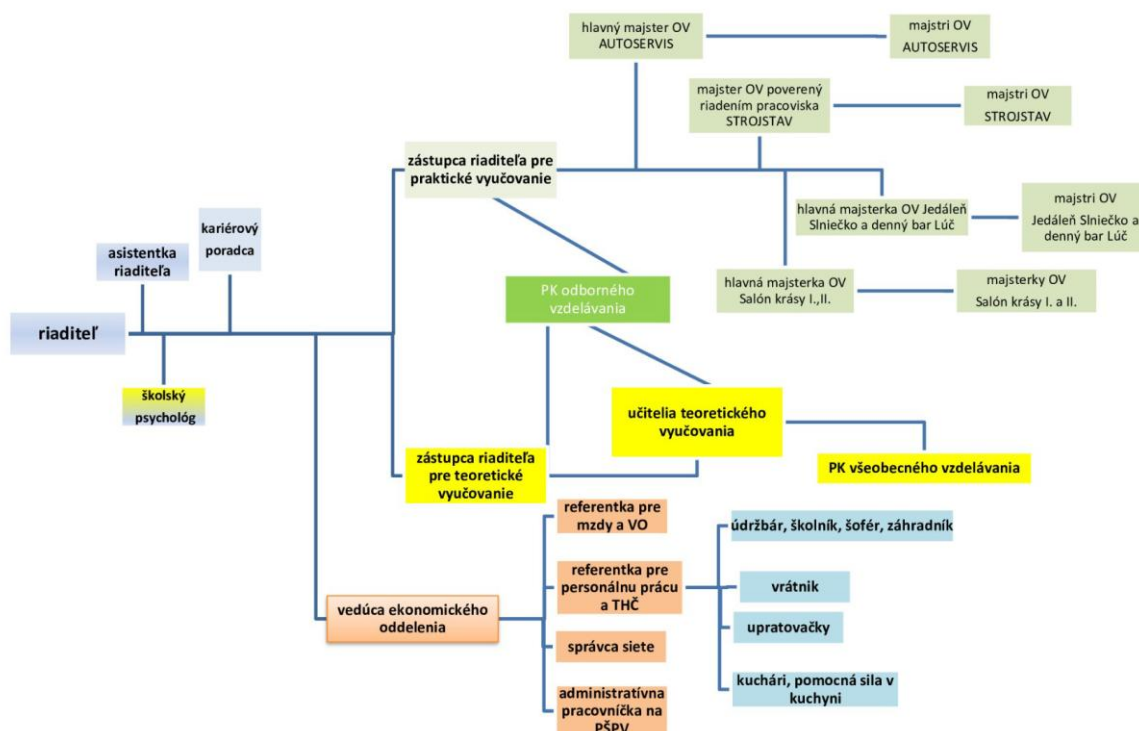 hlavný majster OV
AUTOSERVIS
majstri OV
AUTOSERVIS
majster OV poverený
riadením pracoviska
STROJSTAV
majstri OV
STROJSTAV
zástupca riaditeľa pre
praktické vyučovanie
hlavná majsterka OV Jedáleň
Slniečko a denný bar Lúč
majstri OV
Jedáleň Slniečko a
denný bar Lúč
kariérový
poradca
asistentka
riaditeľa
hlavná majsterka OV
Salón krásy I.,II.
majsterky OV
Salón krásy I. a II.
PK odborného
vzdelávania
riaditeľ
školský
psychológ
učitelia teoretického
vyučovania
zástupca riaditeľa
pre teoretické
vyučovanie
PK všeobecného vzdelávania
referentka pre
mzdy a VO
údržbár, školník, šofér, záhradník
referentka pre
personálnu prácu
a THČ
vrátnik
vedúca ekonomického
oddelenia
upratovačky
správca siete
kuchári, pomocná sila v
kuchyni
administratívna
pracovníčka na
PŠPV